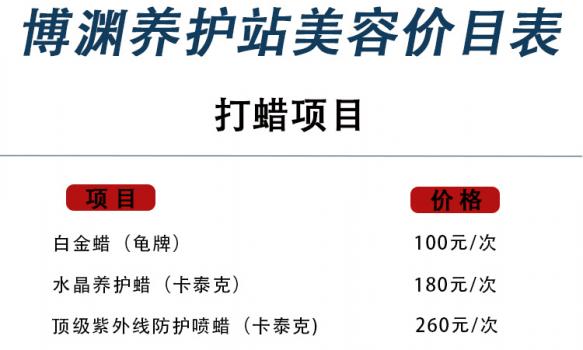 博渊养护站美容价目表
打蜡项目
项目 价格
白金蜡（龟牌） 100元/次
水晶养护蜡（卡泰克） 180元/次
顶级紫外线防护喷蜡（卡泰克) 260元/次